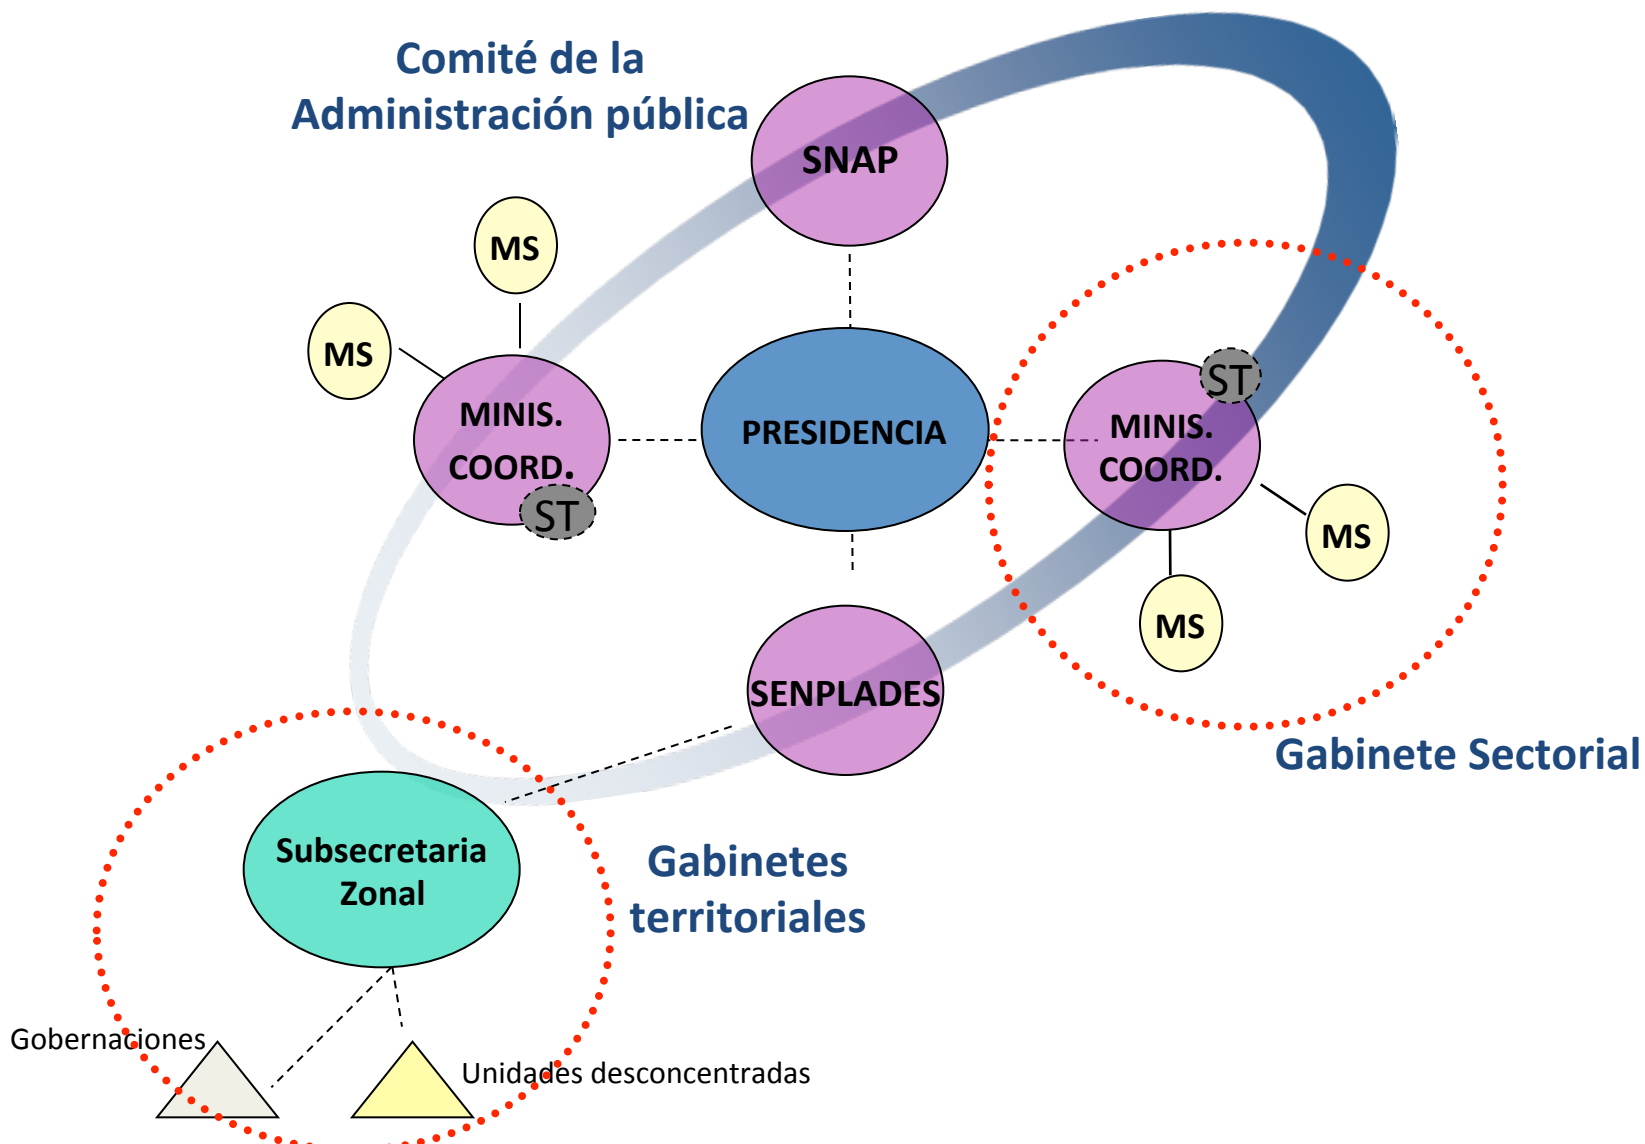 Comité de la
Administración pública
SNAP
MS
MS
MINIS.
COORD.
ST
PRESIDENCIA
ST
MINIS.
COORD.
MS
MS
SENPLADES
Gabinete Sectorial
Subsecretaria
Zonal
Gabinetes
territoriales
Gobernaciones
Unidades desconcentradas